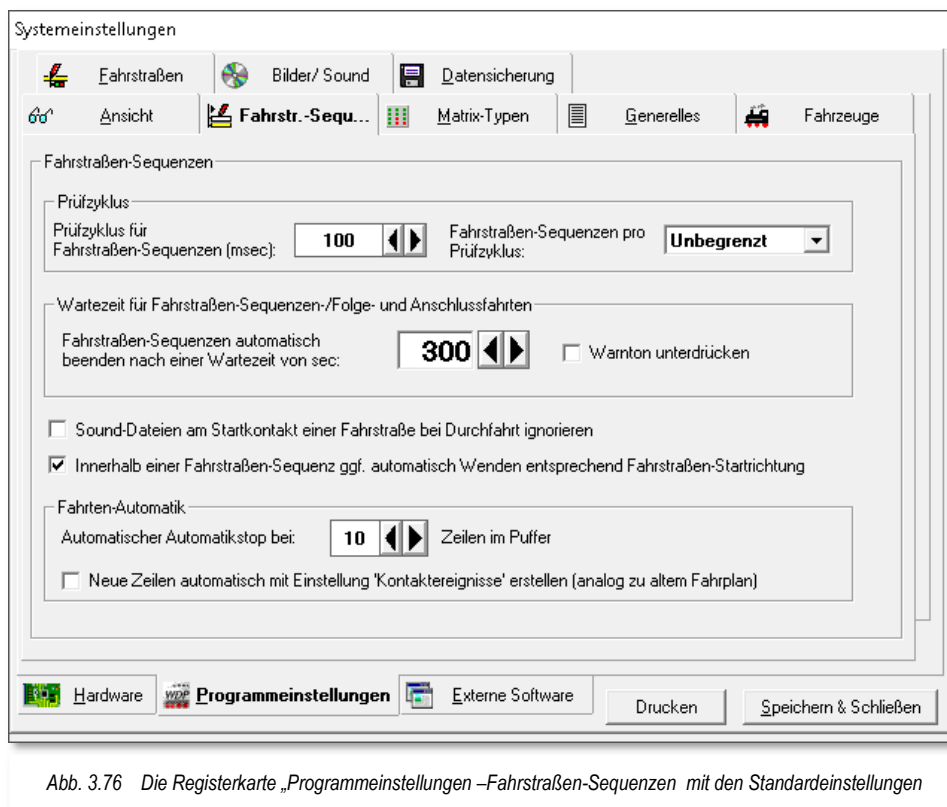 Systemeinstellungen
Fahrstraßen
Bilder/ Sound
Datensicherung
Ansicht
Fahrstr.-Sequ...
Matrix-Typen
Generelles
Fahrzeuge
Fahrstraßen-Sequenzen
Prüfzyklus
Prüfzyklus für
Fahrstraßen-Sequenzen (msec):
100
Fahrstraßen-Sequenzen pro
Prüfzyklus:
Unbegrenzt
Wartezeit für Fahrstraßen-Sequenzen-/Folge- und Anschlussfahrten
Fahrstraßen-Sequenzen automatisch
beenden nach einer Wartezeit von sec:
300
Warnton unterdrücken
Sound-Dateien am Startkontakt einer Fahrstraße bei Durchfahrt ignorieren
Innerhalb einer Fahrstraßen-Sequenz ggf. automatisch Wenden entsprechend Fahrstraßen-Startrichtung
Fahrten-Automatik
Automatischer Automatikstop bei:
10
Zeilen im Puffer
Neue Zeilen automatisch mit Einstellung 'Kontaktereignisse' erstellen (analog zu altem Fahrplan)
Hardware
WDP
Programmeinstellungen
Externe Software
Drucken
Speichern & Schließen
Abb. 3.76 Die Registerkarte „Programmeinstellungen –Fahrstraßen-Sequenzen mit den Standardeinstellungen